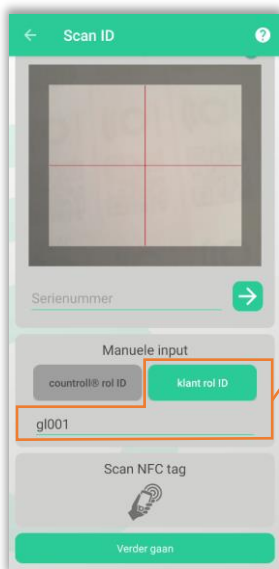 Scan ID
?
Serienummer
Manuele input
countroll® rol ID
klant rol ID
gl001
Scan NFC tag
Verder gaan